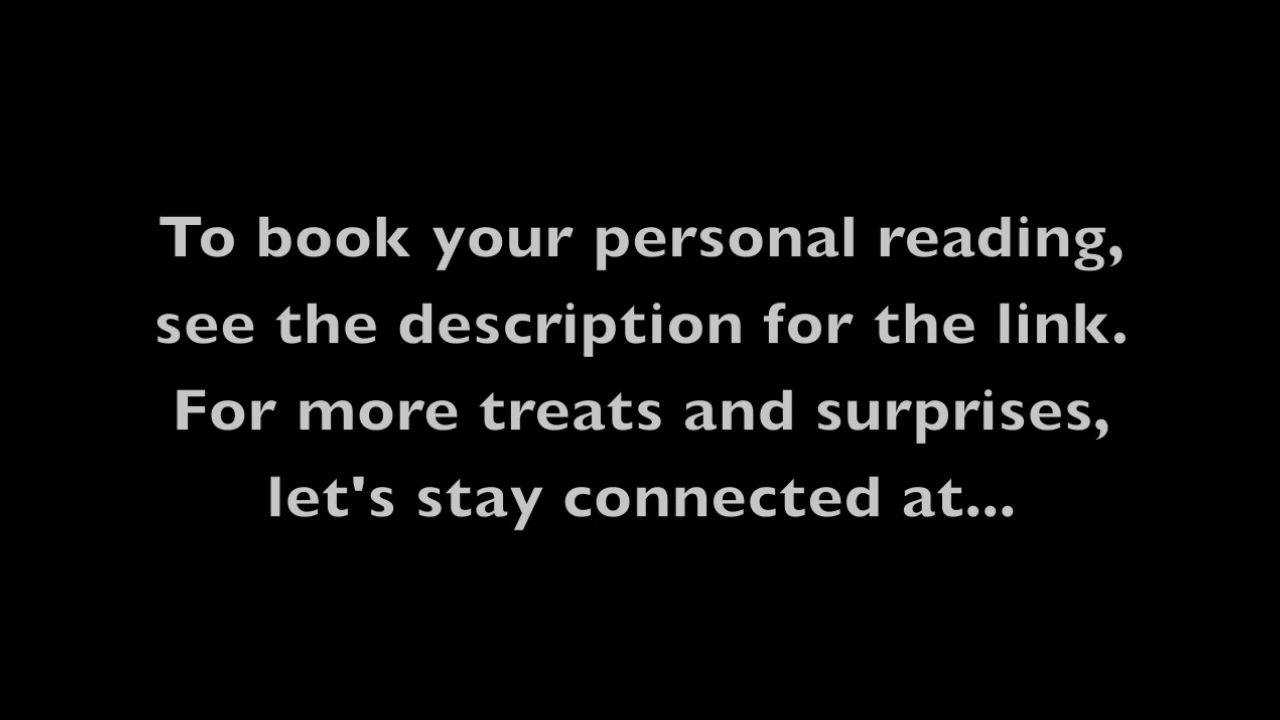 To book your personal reading,
see the description for the link.
For more treats and surprises,
let's stay connected at...